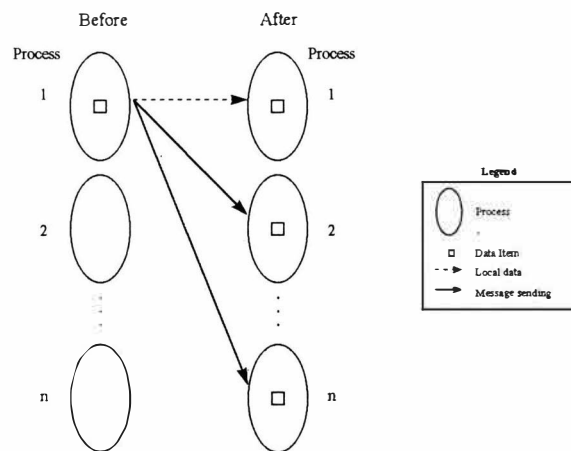 Before After
Process Process
1 1
2 2
n n
Legend
Process
Data Item
Local data
Message sending